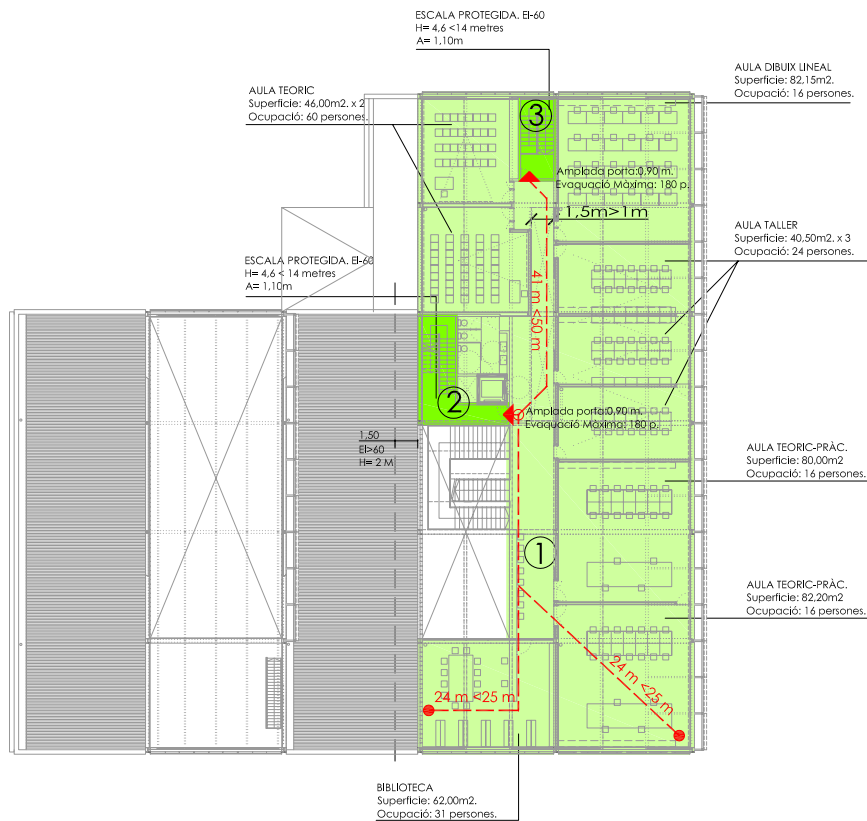 ESCALA PROTEGIDA. EI-60
H= 4,6 <14 metres
A= 1,10m
AULA DIBUIX LINEAL
Superficie: 82,15m2.
Ocupació: 16 persones.
AULA TEORIC
Superficie: 46,00m2. x 2
Ocupació: 60 persones.
3
Amplada porta:0,90 m.
Evaquació Màxima: 180 p.
1,5m>1m
AULA TALLER
Superficie: 40,50m2. x 3
Ocupació: 24 persones.
ESCALA PROTEGIDA. EI-60
H= 4,6 < 14 metres
A= 1,10m
41 m <50 m
2
Amplada porta:0,90 m.
Evaquació Màxima: 180 p.
1,50
EI>60
H= 2 M
AULA TEORIC-PRÀC.
Superficie: 80,00m2
Ocupació: 16 persones.
1
AULA TEORIC-PRÀC.
Superficie: 82,20m2
Ocupació: 16 persones.
24 m <25 m
24 m <25 m
BIBLIOTECA
Superficie: 62,00m2.
Ocupació: 31 persones.